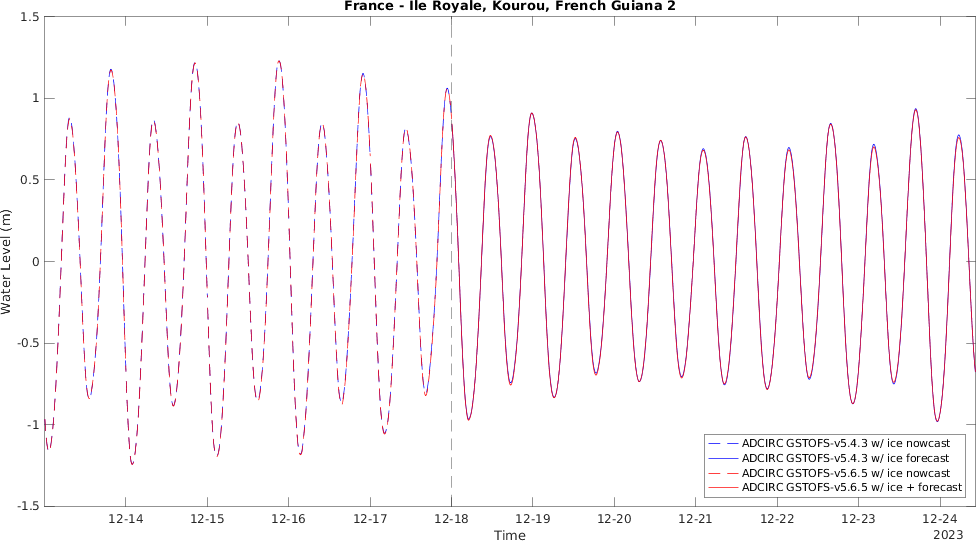 France - Ile Royale, Kourou, French Guiana 2
1.5
1
0.5
0
-0.5
-1
-1.5
Water Level (m)
12-14 12-15 12-16 12-17 12-18 12-19 12-20 12-21 12-22 12-23 12-24
Time
2023
ADCIRC GSTOFS-v5.4.3 w/ ice nowcast
ADCIRC GSTOFS-v5.4.3 w/ ice forecast
ADCIRC GSTOFS-v5.6.5 w/ ice nowcast
ADCIRC GSTOFS-v5.6.5 w/ ice + forecast